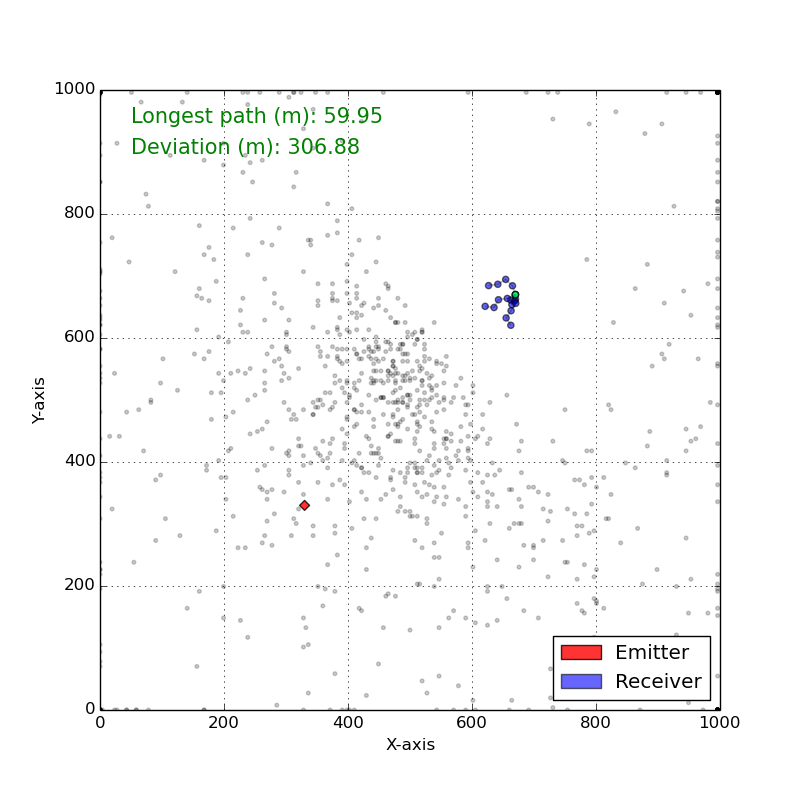 Longest path (m): 59.95
Deviation (m): 306.88
1000
800
600
400
200
0
Y-axis
0 200 400 600 800 1000
X-axis
Emitter
Receiver